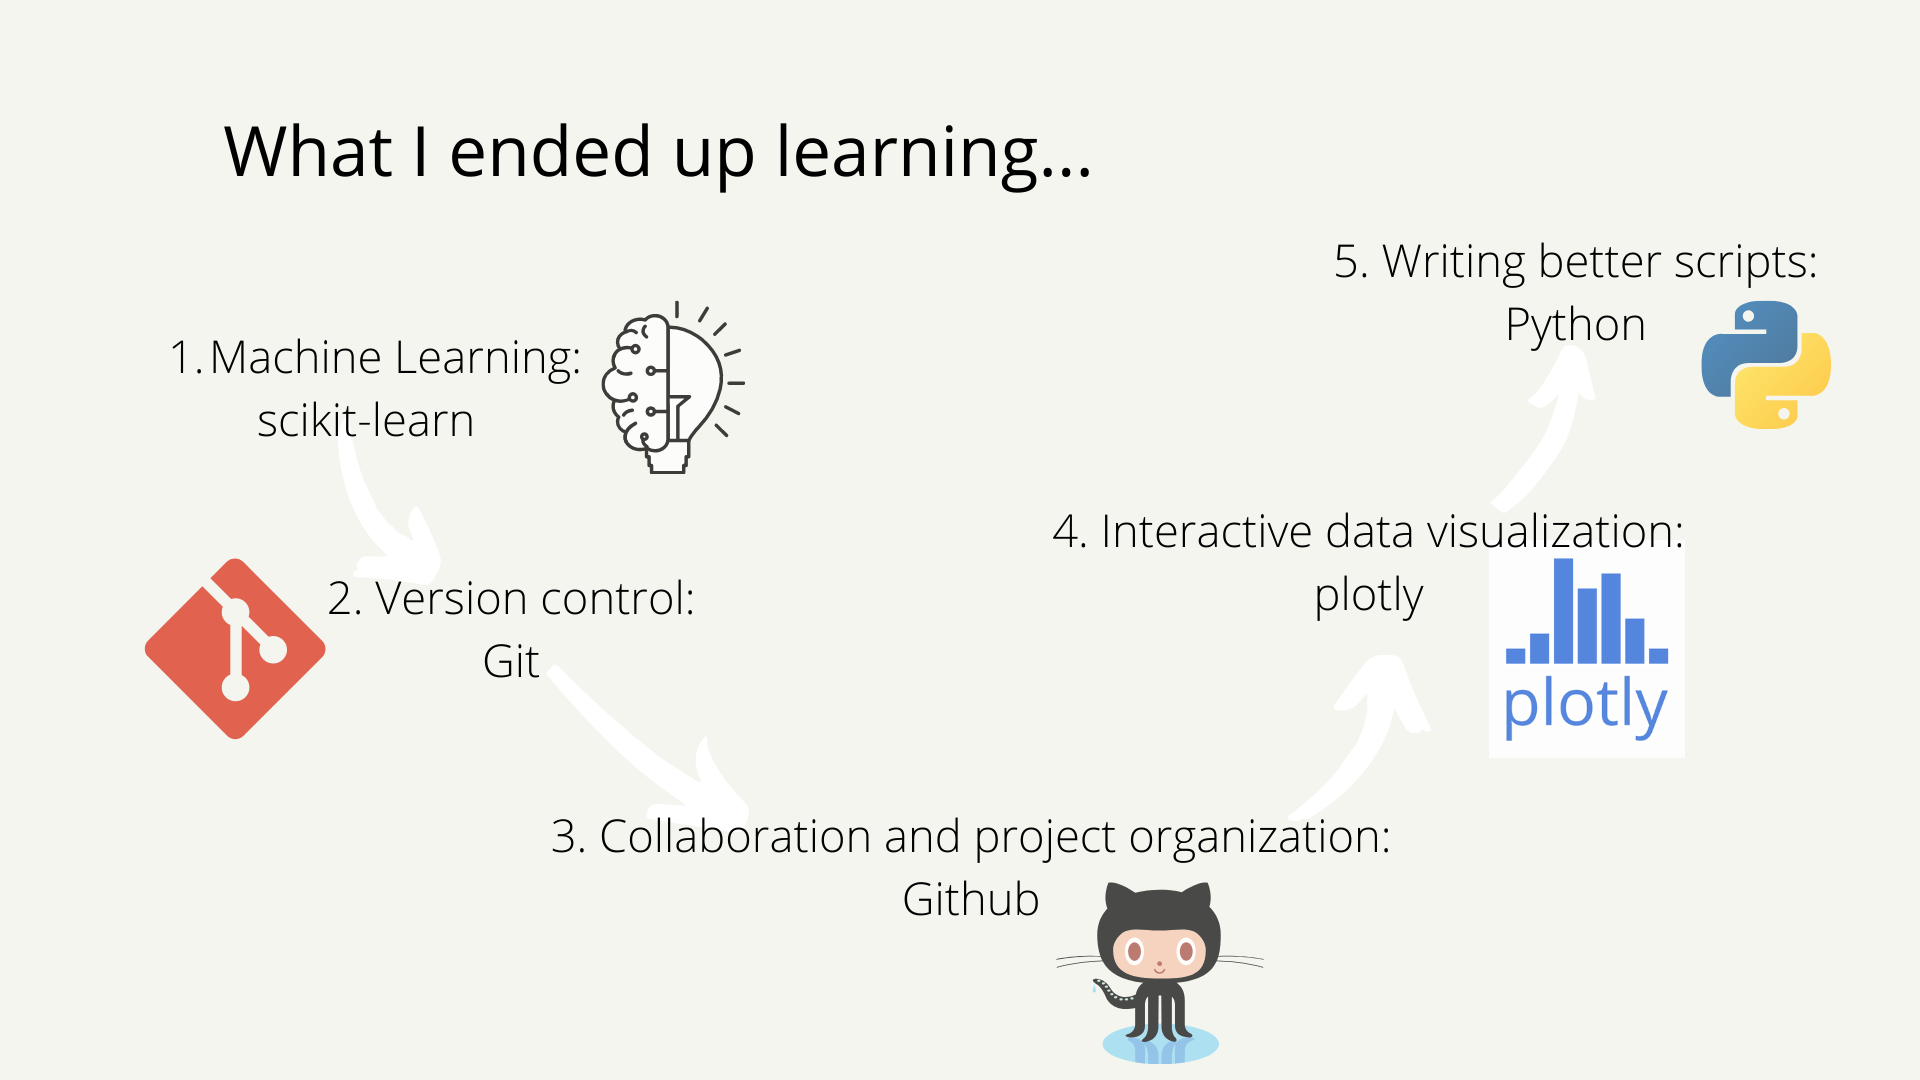 What I ended up learning...
1. Machine Learning:
scikit-learn
2. Version control:
Git
3. Collaboration and project organization:
Github
4. Interactive data visualization:
plotly
plotly
5. Writing better scripts:
Python